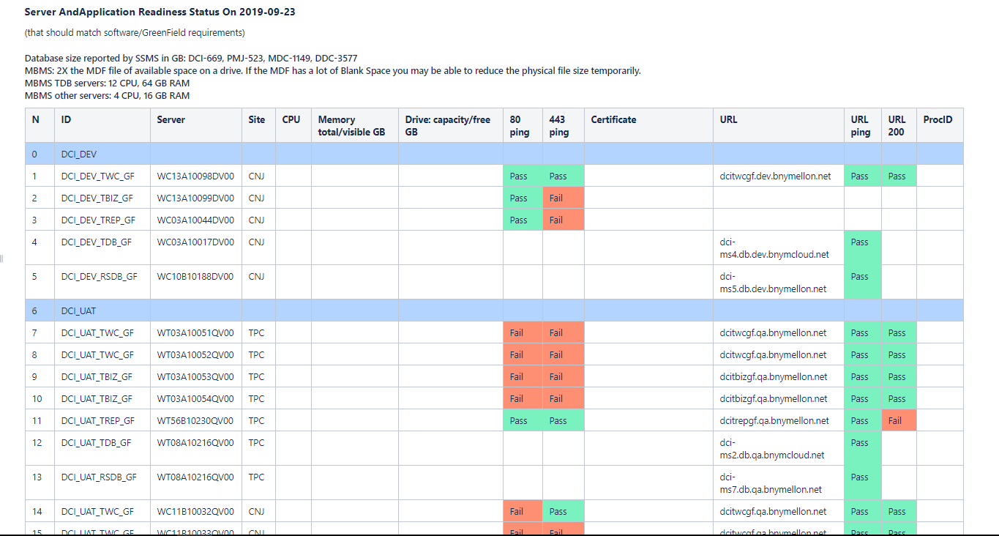 Server AndApplication Readiness Status On 2019-09-23
(that should match software/GreenField requirements)
Database size reported by SSMS in GB: DCI-669, PMJ-523, MDC-1149, DDC-3577
MBMS: 2X the MDF file of available space on a drive. If the MDF has a lot of Blank Space you may be able to reduce the physical file size temporarily.
MBMS TDB servers: 12 CPU, 64 GB RAM
MBMS other servers: 4 CPU, 16 GB RAM
N ID Server Site CPU Memory total/visible GB Drive: capacity/free GB 80 ping 443 ping Certificate URL URL ping URL 200 ProcID
0 DCI_DEV
1 DCI_DEV_TWC_GF WC13A10098DV00 CNJ Pass Pass dcitwcgf.dev.bnymellon.net Pass Pass
2 DCI_DEV_TBIZ_GF WC13A10099DV00 CNJ Pass Fail
3 DCI_DEV_TREP_GF WC03A10044DV00 CNJ Pass Fail
4 DCI_DEV_TDB_GF WC03A10017DV00 CNJ dci- Pass
ms4.db.dev.bnymcloud.net
5 DCI_DEV_RSDB_GF WC10B10188DV00 CNJ dci- Pass
ms5.db.dev.bnymellon.net
6 DCI_UAT
7 DCI_UAT_TWC_GF WT03A10051QV00 TPC Fail Fail dcitwcgf.qa.bnymellon.net Pass Pass
8 DCI_UAT_TWC_GF WT03A10052QV00 TPC Fail Fail dcitwcgf.qa.bnymellon.net Pass Pass
9 DCI_UAT_TBIZ_GF WT03A10053QV00 TPC Fail Fail dcitbizgf.qa.bnymellon.net Pass Pass
10 DCI_UAT_TBIZ_GF WT03A10054QV00 TPC Fail Fail dcitbizgf.qa.bnymellon.net Pass Pass
11 DCI_UAT_TREP_GF WT56B10230QV00 TPC Pass Pass dcitrepgf.qa.bnymellon.net Pass Fail
12 DCI_UAT_TDB_GF WT08A10216QV00 TPC dci- Pass
ms2.db.qa.bnymcloud.net
13 DCI_UAT_RSDB_GF WT08A10216QV00 TPC dci- Pass
ms7.db.qa.bnymellon.net
14 DCI_UAT_TWC_GF WC11B10032QV00 CNJ Fail Pass dcitwcgf.qa.bnymellon.net Pass Pass
15 DCI_UAT_TWC_GF WC11B10033QV00 CNJ Fail Fail dcitwcgf.qa.bnymellon.net Pass Pass